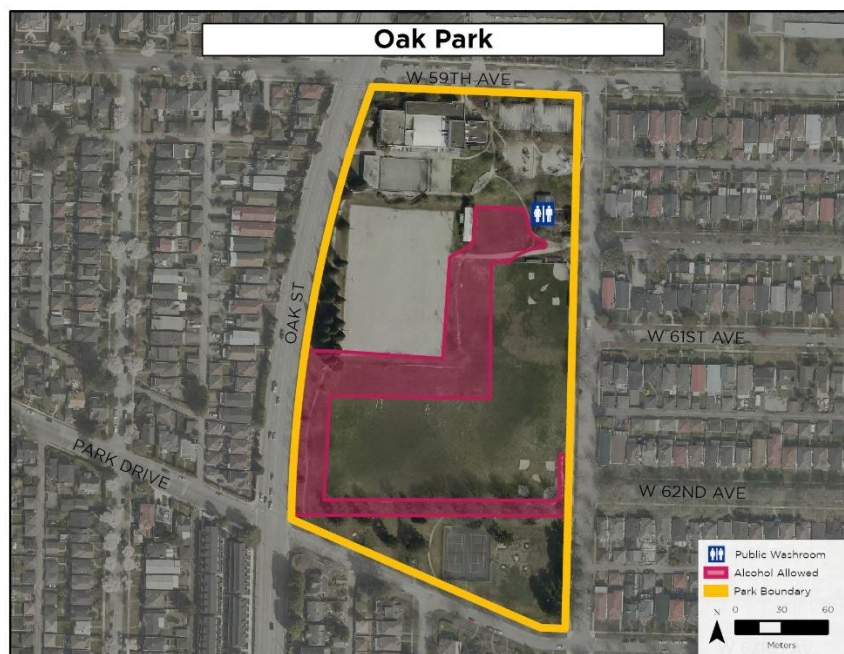 Oak Park
W 59TH AVE
OAK ST
W 61ST AVE
PARK DRIVE
W 62ND AVE
Public Washroom
Alcohol Allowed
Park Boundary
N
0 30 60
Meters